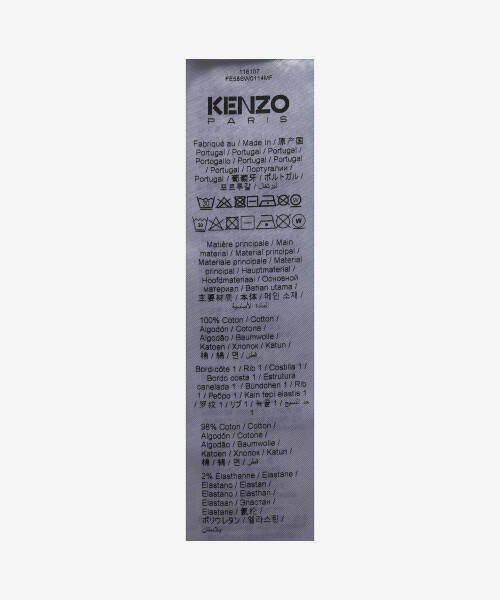 116107
FE58SW0114MF
KENZO
PARIS
Fabriqué au / Made In / 原产国
Portugal / Portugal / Portugal /
Portogallo / Portugal / Portugal
/ Portugal / Португалии /
Portugal / 葡萄牙 / ポルトガル /
포르투갈 / البرتغال
30
30 W
Matière principale / Main
material / Material principal /
Materiale principale / Material
principal / Hauptmaterial /
Hoofdmateriaal / Основной
материал / Bahan utama /
主要材质 / 本体 / 메인 소재 /
المادة الأساسية
100% Coton / Cotton /
Algodón / Cotone /
Algodão / Baumwolle /
Katoen / Хлопок / Katun /
棉 / 綿 / 면 / قطن
Bord-côte 1 / Rib 1 / Costilla 1 /
Bordo costa 1 / Estrutura
canelada 1 / Bündchen 1 / Rib
1 / Ребро 1 / Kain tepi elastis 1
/ 罗纹 1 / リブ 1 /
1
98% Coton / Cotton /
Algodón / Cotone /
Algodão / Baumwolle /
Katoen / Хлопок / Katun /
棉 / 綿 / 면 / قطن
2% Elasthanne / Elastane /
Elastano / Elastan /
Elastano / Elasthan /
Elastaan / Эластан /
Elastane / 氨纶 /
ポリウレタン / 엘라스틴 /